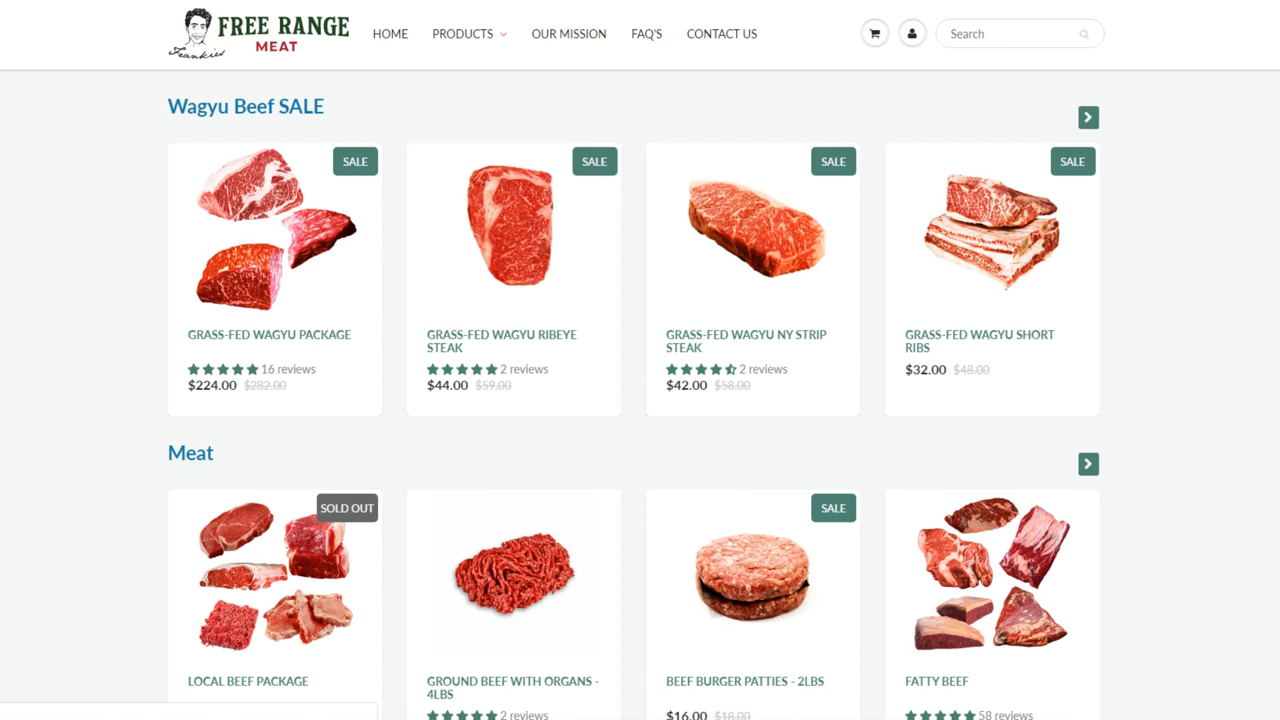 FREE RANGE
MEAT
Frankies
HOME
PRODUCTS
OUR MISSION
FAQ'S
CONTACT US
Search
Wagyu Beef SALE
SALE
SALE
SALE
SALE
GRASS-FED WAGYU PACKAGE
16 reviews
$224.00 $282.00
GRASS-FED WAGYU RIBEYE
STEAK
2 reviews
$44.00 $59.00
GRASS-FED WAGYU NY STRIP
STEAK
2 reviews
$42.00 $58.00
GRASS-FED WAGYU SHORT
RIBS
$32.00 $48.00
Meat
SOLD OUT
SALE
LOCAL BEEF PACKAGE
GROUND BEEF WITH ORGANS -
4LBS
2 reviews
BEEF BURGER PATTIES - 2LBS
$16.00 $18.00
FATTY BEEF
58 reviews